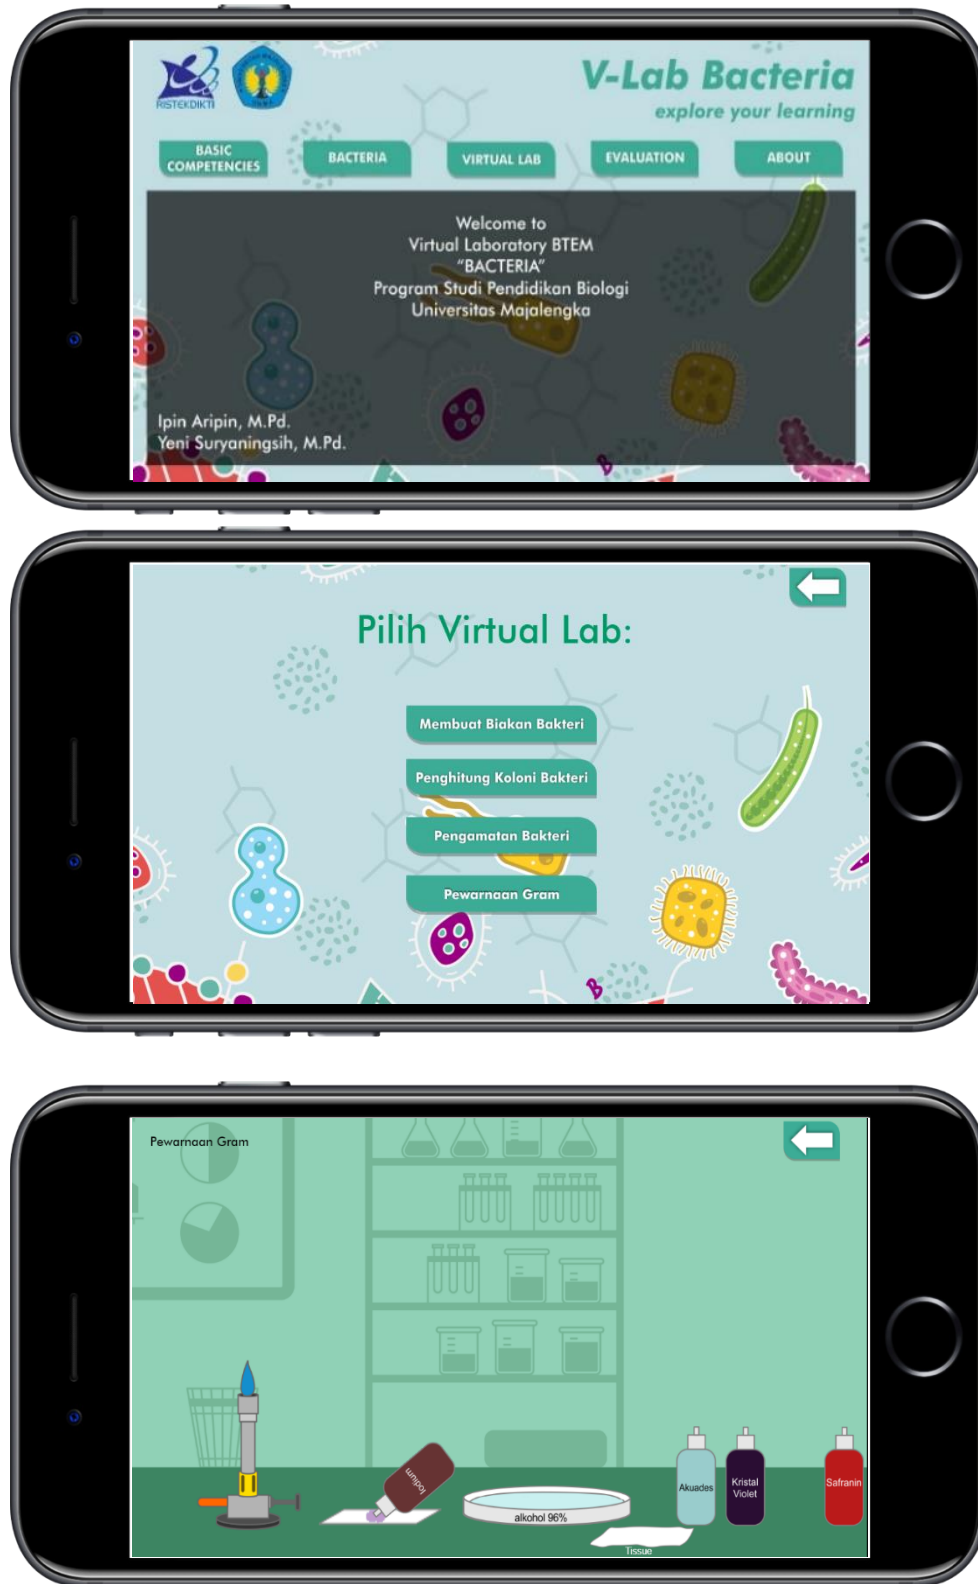 RISTEKDIKTI
V-Lab Bacteria
explore your learning
BASIC
COMPETENCIES
BACTERIA
VIRTUAL LAB
EVALUATION
ABOUT
Welcome to
Virtual Laboratory BTEM
"BACTERIA"
Program Studi Pendidikan Biologi
Universitas Majalengka
Ipin Aripin, M.Pd.
Yeni Suryaningsih, M.Pd.
Pilih Virtual Lab:
Membuat Biakan Bakteri
Penghitung Koloni Bakteri
Pengamatan Bakteri
Pewarnaan Gram
Pewarnaan Gram
Iodium
alkohol 96%
Tissue
Akuades
Kristal
Violet
Safranin